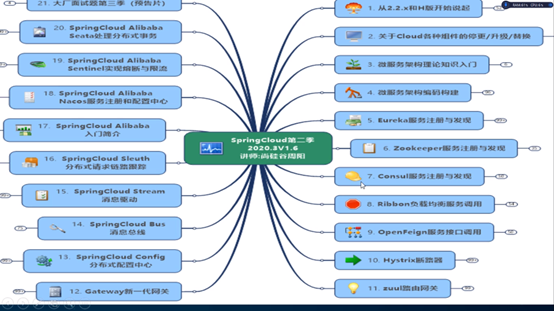 SpringCloud第二季
2020.3V1.6
讲师:尚硅谷周阳
1. 从2.2.x和H版开始说起
2. 关于Cloud各种组件的停更/升级/替换
3. 微服务架构理论知识入门
4. 微服务架构编码构建
5. Eureka服务注册与发现
6. Zookeeper服务注册与发现
7. Consul服务注册与发现
8. Ribbon负载均衡服务调用
9. OpenFeign服务接口调用
10. Hystrix断路器
11. zuul路由网关
12. Gateway新一代网关
13. SpringCloud Config
分布式配置中心
14. SpringCloud Bus
消息总线
15. SpringCloud Stream
消息驱动
16. SpringCloud Sleuth
分布式请求链路跟踪
17. SpringCloud Alibaba
入门简介
18. SpringCloud Alibaba
Nacos服务注册和配置中心
19. SpringCloud Alibaba
Sentinel实现熔断与限流
20. SpringCloud Alibaba
Seata处理分布式事务
21. 大厂面试题第三季（预告片）